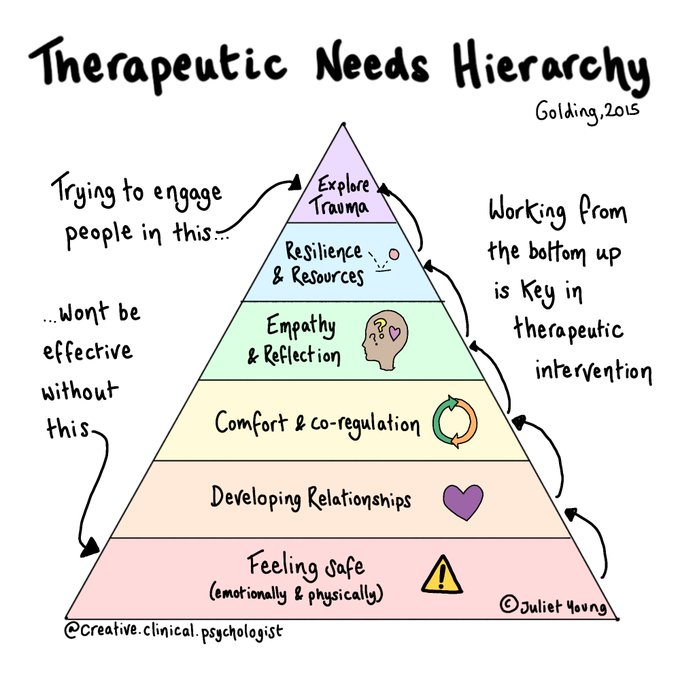 Therapeutic Needs Hierarchy
Golding, 2015
Trying to engage
people in this...
...wont be
effective
without
this
Explore
Trauma
Resilience
& Resources
Empathy
& Reflection
? ? ?
Comfort & co-regulation
Developing Relationships
Feeling safe
(emotionally & physically)
!
Working from
the bottom up
is key in
therapeutic
intervention
© Juliet Young
@creative.clinical.psychologist